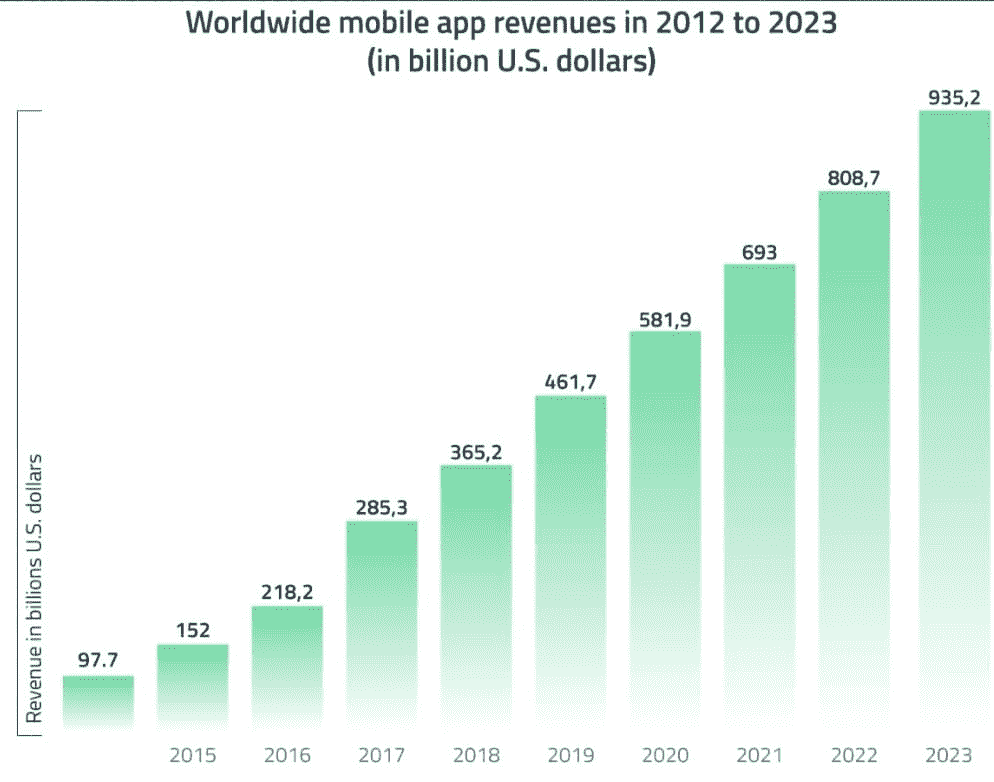 Worldwide mobile app revenues in 2012 to 2023
(in billion U.S. dollars)
935,2
808,7
693
581,9
461,7
365,2
285,3
218,2
152
97.7
Revenue in billions U.S. dollars
2015 2016 2017 2018 2019 2020 2021 2022 2023